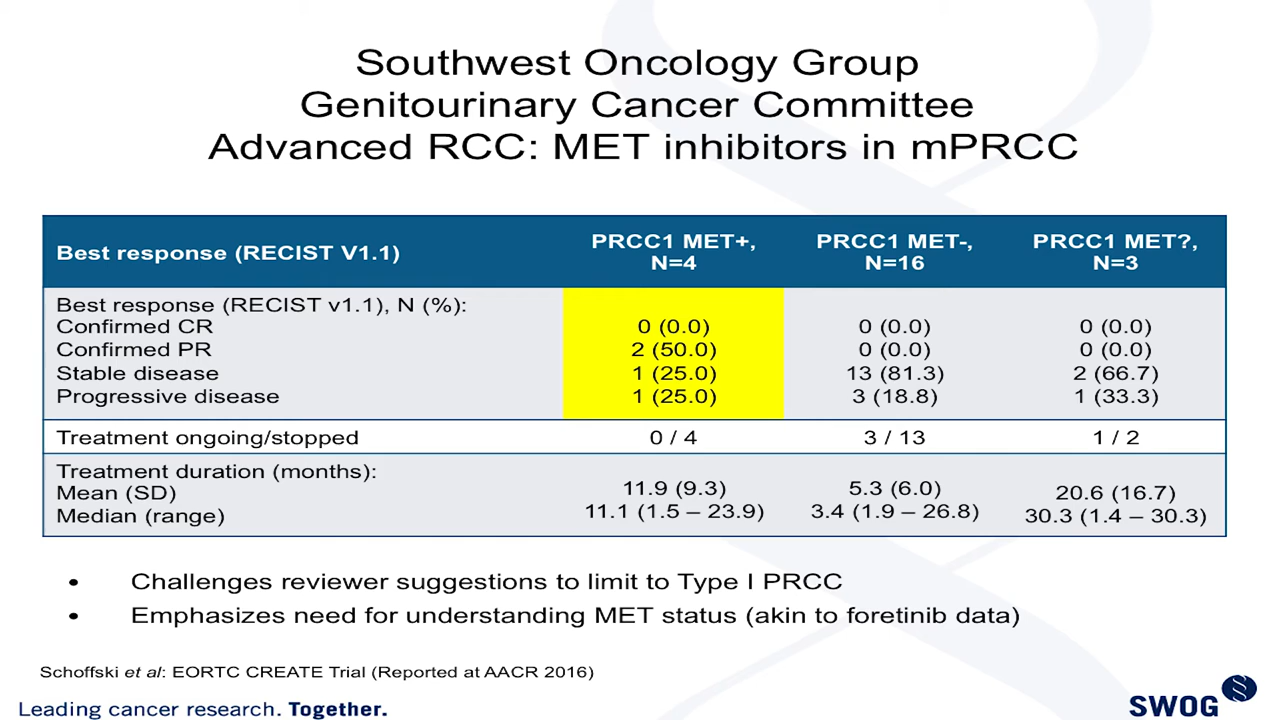 Southwest Oncology Group
Genitourinary Cancer Committee
Advanced RCC: MET inhibitors in mPRCC
Best response (RECIST V1.1) PRCC1 MET+, N=4 PRCC1 MET-, N=16 PRCC1 MET?, N=3
Best response (RECIST v1.1), N (%):
Confirmed CR 0 (0.0) 0 (0.0) 0 (0.0)
Confirmed PR 2 (50.0) 0 (0.0) 0 (0.0)
Stable disease 1 (25.0) 13 (81.3) 2 (66.7)
Progressive disease 1 (25.0) 3 (18.8) 1 (33.3)
Treatment ongoing/stopped 0 / 4 3 / 13 1 / 2
Treatment duration (months):
Mean (SD) 11.9 (9.3) 5.3 (6.0) 20.6 (16.7)
Median (range) 11.1 (1.5 – 23.9) 3.4 (1.9 – 26.8) 30.3 (1.4 – 30.3)
• Challenges reviewer suggestions to limit to Type I PRCC
• Emphasizes need for understanding MET status (akin to foretinib data)
Schoffski et al: EORTC CREATE Trial (Reported at AACR 2016)
Leading cancer research. Together.
SWOG